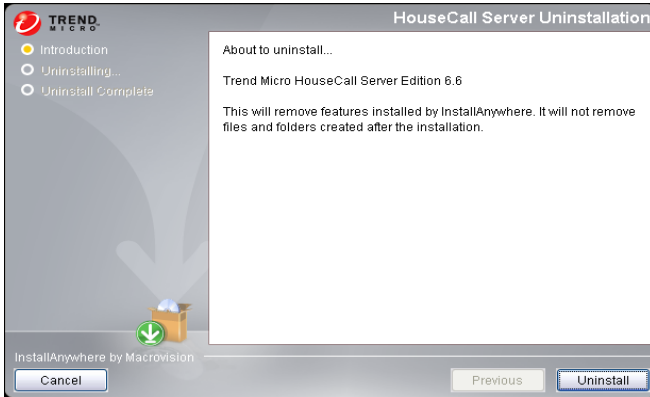 TREND
MICRO
HouseCall Server Uninstallation
Introduction
Uninstalling...
Uninstall Complete
About to uninstall...
Trend Micro HouseCall Server Edition 6.6
This will remove features installed by InstallAnywhere. It will not remove
files and folders created after the installation.
InstallAnywhere by Macrovision
Cancel
Previous
Uninstall